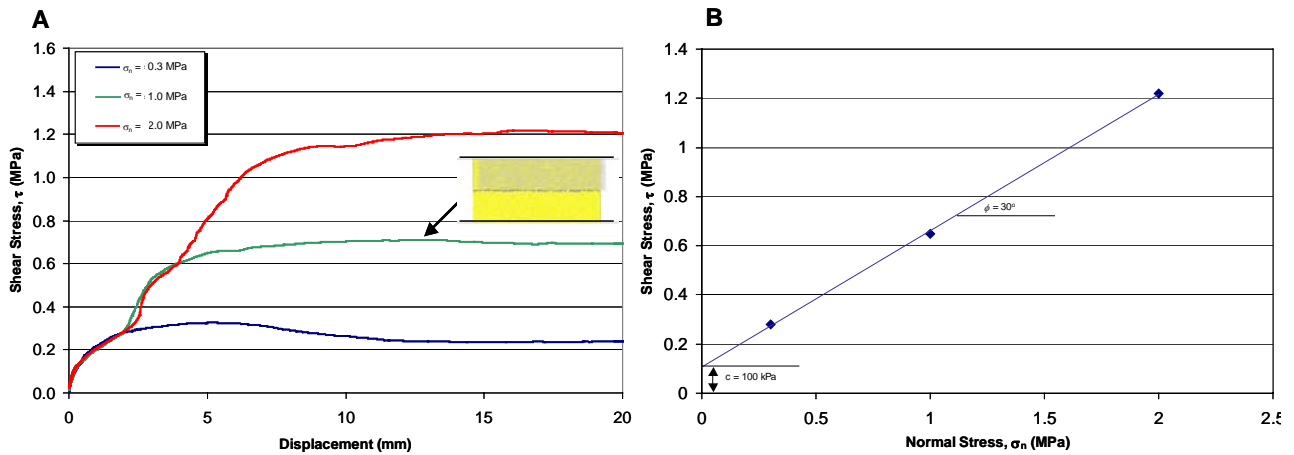 A
1.6
1.4
1.2
1.0
0.8
0.6
0.4
0.2
0.0
Shear Stress, τ (MPa)
σn = 0.3 MPa
σn = 1.0 MPa
σn = 2.0 MPa
0 5 10 15 20
Displacement (mm)
B
1.4
1.2
1
0.8
0.6
0.4
0.2
0
Shear Stress, τ (MPa)
ϕ = 30°
c = 100 kPa
0 0.5 1 1.5 2 2.5
Normal Stress, σn (MPa)